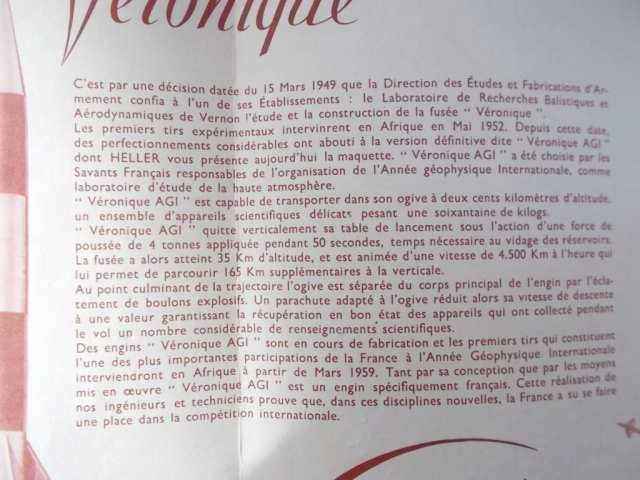 Véronique
C'est par une décision datée du 15 Mars 1949 que la Direction des Études et Fabrications d'Ar-
mement confia à l'un de ses Établissements : le Laboratoire de Recherches Balistiques et
Aérodynamiques de Vernon l'étude et la construction de la fusée " Véronique ".
Les premiers tirs expérimentaux intervinrent en Afrique en Mai 1952. Depuis cette date,
des perfectionnements considérables ont abouti à la version définitive dite " Véronique AGI "
dont HELLER vous présente aujourd'hui la maquette. " Véronique AGI " a été choisie par les
Savants Français responsables de l'organisation de l'Année géophysique Internationale, comme
laboratoire d'étude de la haute atmosphère.
" Véronique AGI " est capable de transporter dans son ogive à deux cents kilomètres d'altitude,
un ensemble d'appareils scientifiques délicats pesant une soixantaine de kilogs.
" Véronique AGI " quitte verticalement sa table de lancement sous l'action d'une force de
poussée de 4 tonnes appliquée pendant 50 secondes, temps nécessaire au vidage des réservoirs.
La fusée a alors atteint 35 Km d'altitude, et est animée d'une vitesse de 4.500 Km à l'heure qui
lui permet de parcourir 165 Km supplémentaires à la verticale.
Au point culminant de la trajectoire l'ogive est séparée du corps principal de l'engin par l'écla-
tement de boulons explosifs. Un parachute adapté à l'ogive réduit alors sa vitesse de descente
à une valeur garantissant la récupération en bon état des appareils qui ont collecté pendant
le vol un nombre considérable de renseignements scientifiques.
Des engins " Véronique AGI " sont en cours de fabrication et les premiers tirs qui constituent
l'une des plus importantes participations de la France à l'Année Géophysique Internationale
interviendront en Afrique à partir de Mars 1959. Tant par sa conception que par les moyens
mis en œuvre " Véronique AGI " est un engin spécifiquement français. Cette réalisation de
nos ingénieurs et techniciens prouve que, dans ces disciplines nouvelles, la France a su se faire
une place dans la compétition internationale.